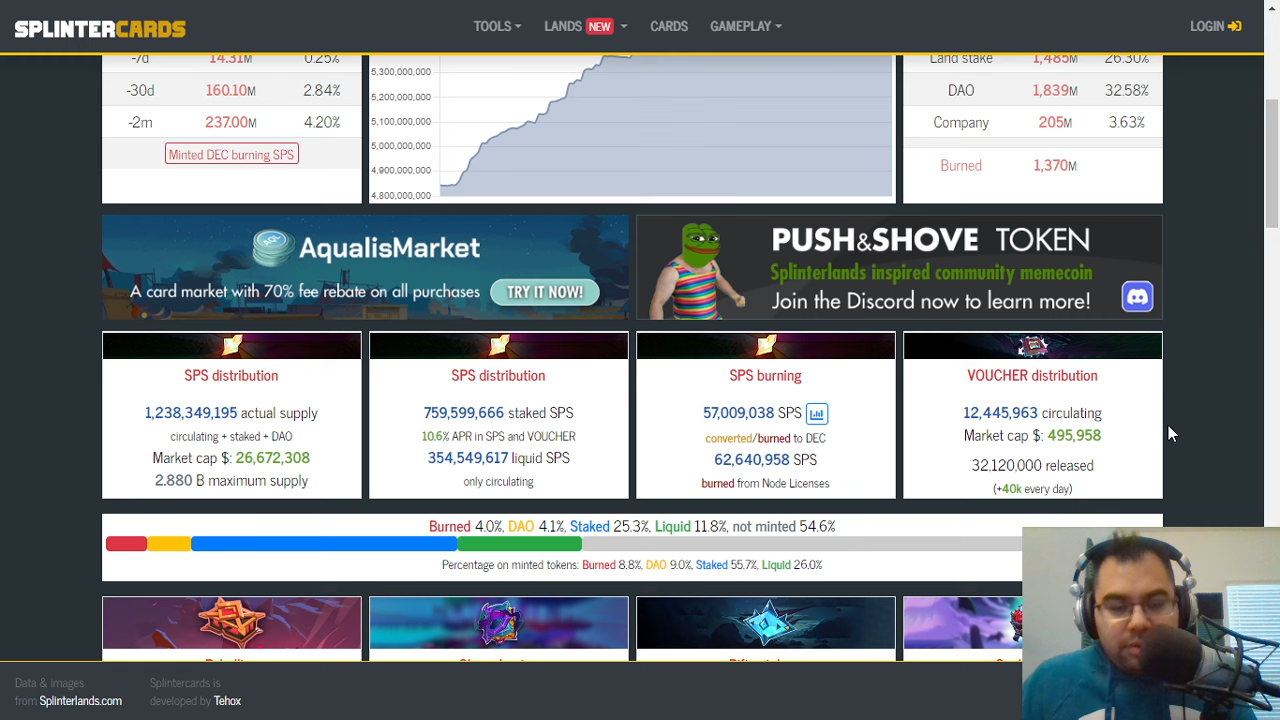 SPLINTERCARDS
TOOLS
LANDS NEW
CARDS
GAMEPLAY
LOGIN
-7d 14.31M 0.25%
-30d 160.10M 2.84%
-2m 237.00M 4.20%
Minted DEC burning SPS
5,300,000,000
5,200,000,000
5,100,000,000
5,000,000,000
4,900,000,000
4,800,000,000
Land stake 1,485M 26.30%
DAO 1,839M 32.58%
Company 205M 3.63%
Burned 1,370M
AqualisMarket
A card market with 70% fee rebate on all purchases TRY IT NOW!
PUSH&SHOVE TOKEN
Splinterlands inspired community memecoin
Join the Discord now to learn more!
SPS distribution
1,238,349,195 actual supply
circulating + staked + DAO
Market cap $: 26,672,308
2.880 B maximum supply
SPS distribution
759,599,666 staked SPS
10.6% APR in SPS and VOUCHER
354,549,617 liquid SPS
only circulating
SPS burning
57,009,038 SPS
converted/burned to DEC
62,640,958 SPS
burned from Node Licenses
VOUCHER distribution
12,445,963 circulating
Market cap $: 495,958
32,120,000 released
(+40k every day)
Burned 4.0%, DAO 4.1%, Staked 25.3%, Liquid 11.8%, not minted 54.6%
Percentage on minted tokens: Burned 8.8%, DAO 9.0%, Staked 55.7%, Liquid 26.0%
Data & images
from Splinterlands.com
Splintercards is
developed by Tehox